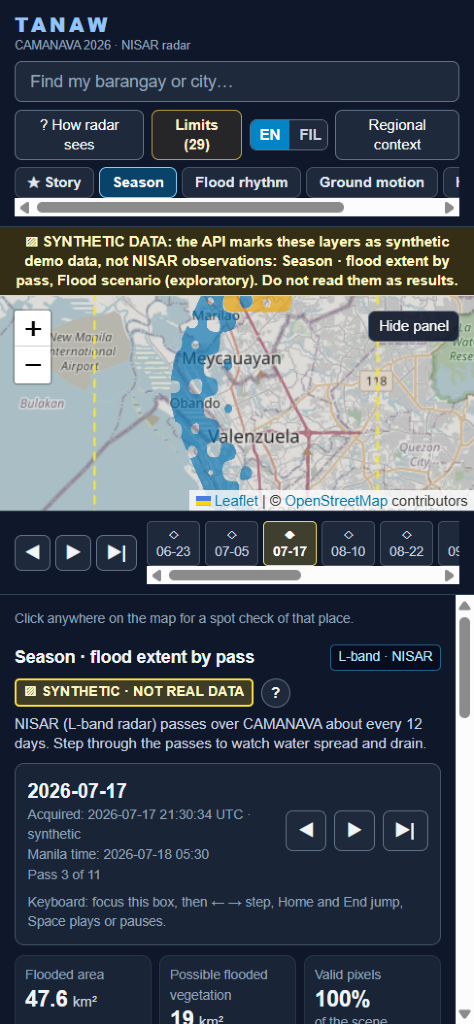 TANAW
CAMANAVA 2026 · NISAR radar
Find my barangay or city…
? How radar
sees
Limits
(29)
EN
FIL
Regional
context
★ Story
Season
Flood rhythm
Ground motion
▨ SYNTHETIC DATA: the API marks these layers as synthetic
demo data, not NISAR observations: Season · flood extent by
pass, Flood scenario (exploratory). Do not read them as results.
+
−
Hide panel
Marilao
New Manila
International
Airport
Meycauayan
118
Bulakan
Obando
Valenzuela
Quezon
City
Leaflet | © OpenStreetMap contributors
◀ ▶ ▶|
◇ ◇ ◆ ◇ ◇
06-23 07-05 07-17 08-10 08-22
Click anywhere on the map for a spot check of that place.
Season · flood extent by pass
L-band · NISAR
▨ SYNTHETIC · NOT REAL DATA
?
NISAR (L-band radar) passes over CAMANAVA about every 12
days. Step through the passes to watch water spread and drain.
2026-07-17
Acquired: 2026-07-17 21:30:34 UTC ·
synthetic
Manila time: 2026-07-18 05:30
Pass 3 of 11
◀ ▶ ▶|
Keyboard: focus this box, then ←→ step, Home and End jump,
Space plays or pauses.
Flooded area
47.6 km²
Possible flooded
vegetation
19 km²
Valid pixels
100%
of the scene